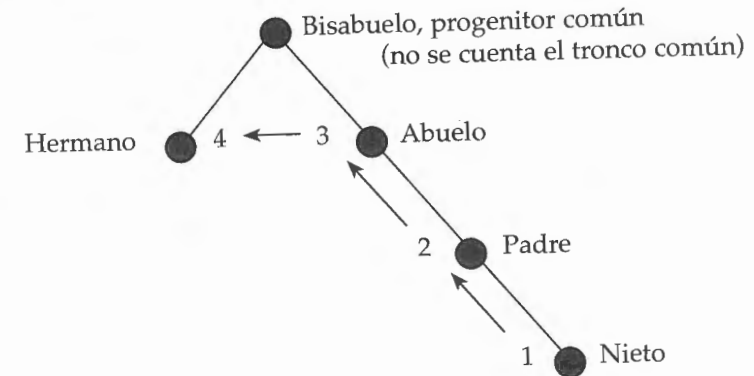 Bisabuelo, progenitor común
(no se cuenta el tronco común)
Hermano 4 3 Abuelo
2 Padre
1 Nieto